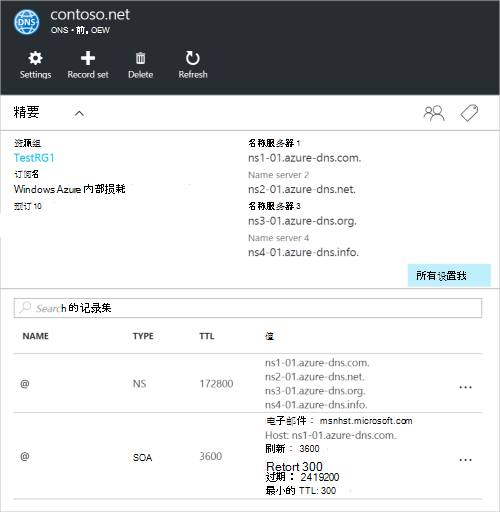 contoso.net
DNS
ONS · 前, OEW
Settings
Record set
Delete
Refresh
精要
资源组
TestRG1
订阅名
Windows Azure 内部损耗
预订 10
名称服务器 1
ns1-01.azure-dns.com.
Name server 2
ns2-01.azure-dns.net.
名称服务器 3
ns3-01.azure-dns.org.
Name server 4
ns4-01.azure-dns.info.
所有设置我
Search 的记录集
NAME TYPE TTL 值
@ NS 172800
ns1-01.azure-dns.com.
ns2-01.azure-dns.net.
ns3-01.azure-dns.org.
ns4-01.azure-dns.info.
...
@ SOA 3600
电子邮件： msnhst.microsoft.com
Host: ns1-01.azure-dns.com.
刷新： 3600
Retort 300
过期： 2419200
最小的 TTL: 300
...